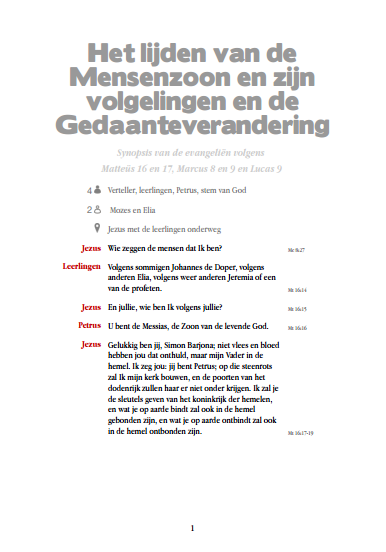 Het lijden van de
Mensenzoon en zijn
volgelingen en de
Gedaanteverandering
Synopsis van de evangeliën volgens
Matteüs 16 en 17, Marcus 8 en 9 en Lucas 9
4 Verteller, leerlingen, Petrus, stem van God
2 Mozes en Elia
Jezus met de leerlingen onderweg
Jezus Wie zeggen de mensen dat Ik ben? Mc 8:27
Leerlingen Volgens sommigen Johannes de Doper, volgens
anderen Elia, volgens weer anderen Jeremia of een
van de profeten. Mt 16:14
Jezus En jullie, wie ben Ik volgens jullie? Mt 16:15
Petrus U bent de Messias, de Zoon van de levende God. Mt 16:16
Jezus Gelukkig ben jij, Simon Barjona; niet vlees en bloed
hebben jou dat onthuld, maar mijn Vader in de
hemel. Ik zeg jou: jij bent Petrus; op die steenrots
zal Ik mijn kerk bouwen, en de poorten van het
dodenrijk zullen haar er niet onder krijgen. Ik zal je
de sleutels geven van het koninkrijk der hemelen,
en wat je op aarde bindt zal ook in de hemel
gebonden zijn, en wat je op aarde ontbindt zal ook
in de hemel ontbonden zijn. Mt 16:17-19
1